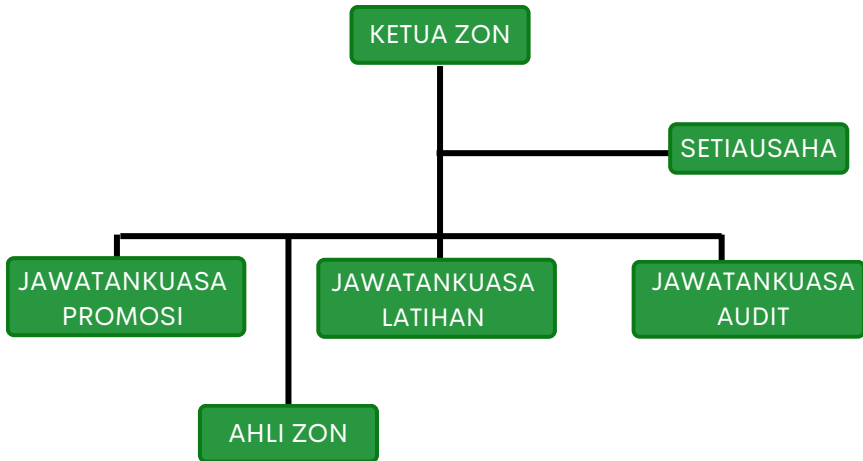 KETUA ZON
SETIAUSAHA
JAWATANKUASA
PROMOSI
JAWATANKUASA
LATIHAN
JAWATANKUASA
AUDIT
AHLI ZON